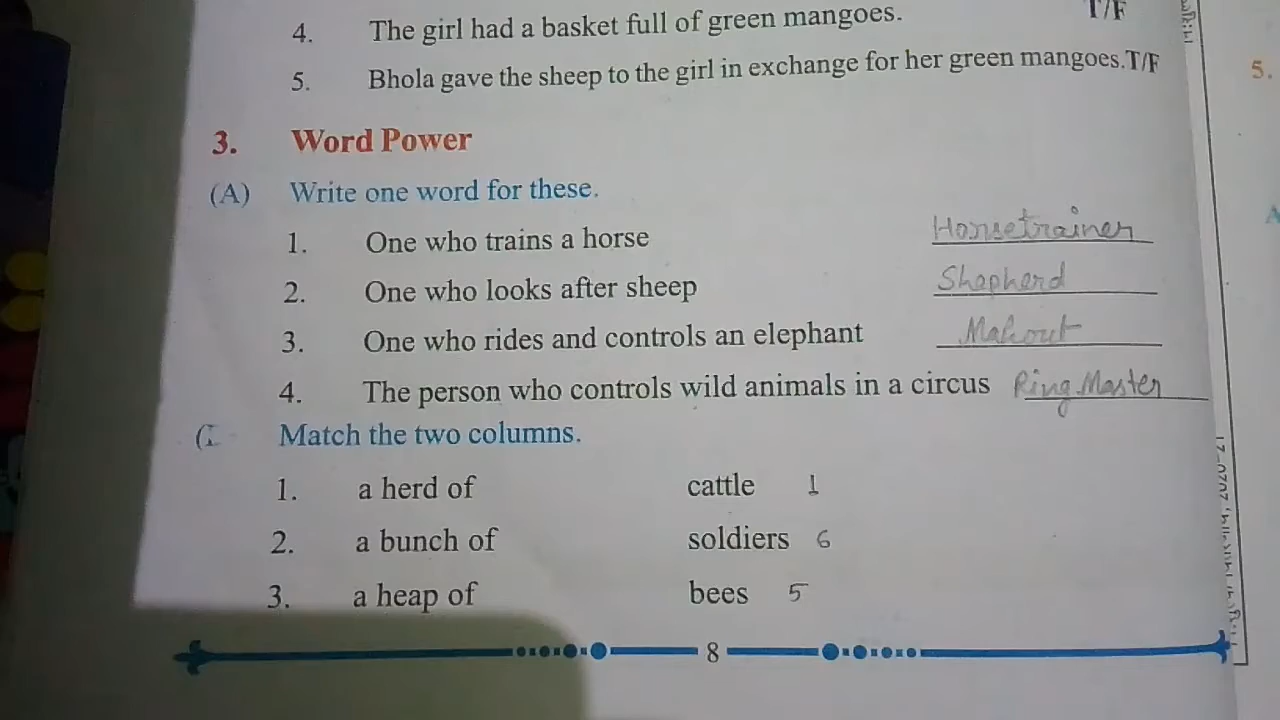 4. The girl had a basket full of green mangoes. T/F
5. Bhola gave the sheep to the girl in exchange for her green mangoes.T/F
5.
3. Word Power
(A) Write one word for these.
1. One who trains a horse Horsetrainer
2. One who looks after sheep Shepherd
3. One who rides and controls an elephant Mahout
4. The person who controls wild animals in a circus Ring Master
Match the two columns.
1. a herd of cattle 1
2. a bunch of soldiers 6
3. a heap of bees 5
8